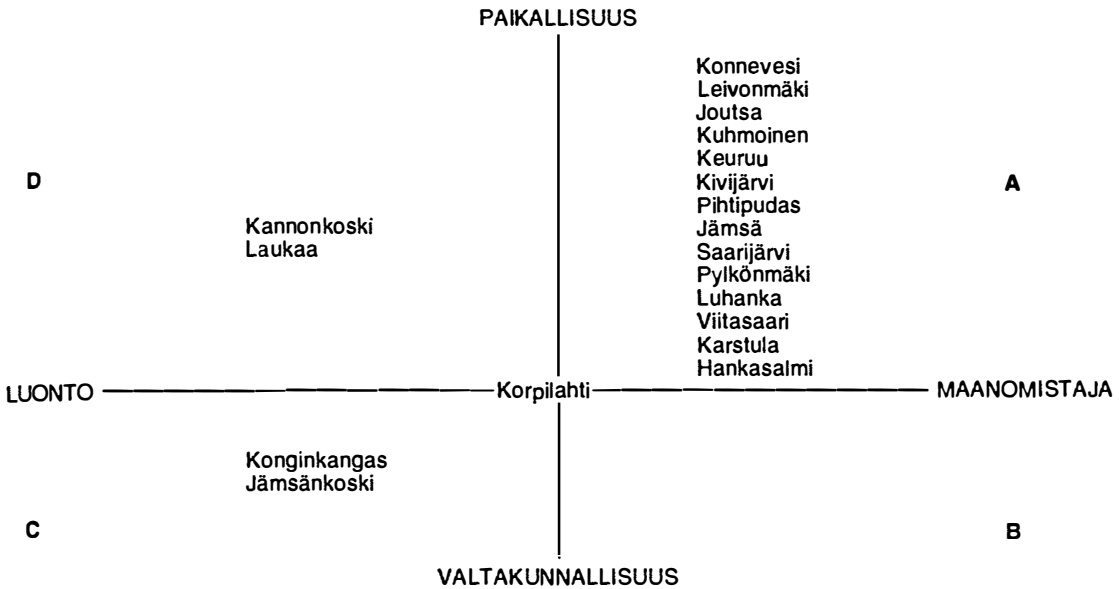 PAIKALLISUUS
Konnevesi
Leivonmäki
Joutsa
Kuhmoinen
Keuruu
D
Kivijärvi
A
Pihtipudas
Kannonkoski
Jämsä
Laukaa
Saarijärvi
Pylkönmäki
Luhanka
Viitasaari
Karstula
Hankasalmi
LUONTO Korpilahti MAANOMISTAJA
Konginkangas
Jämsänkoski
C
B
VALTAKUNNALLISUUS